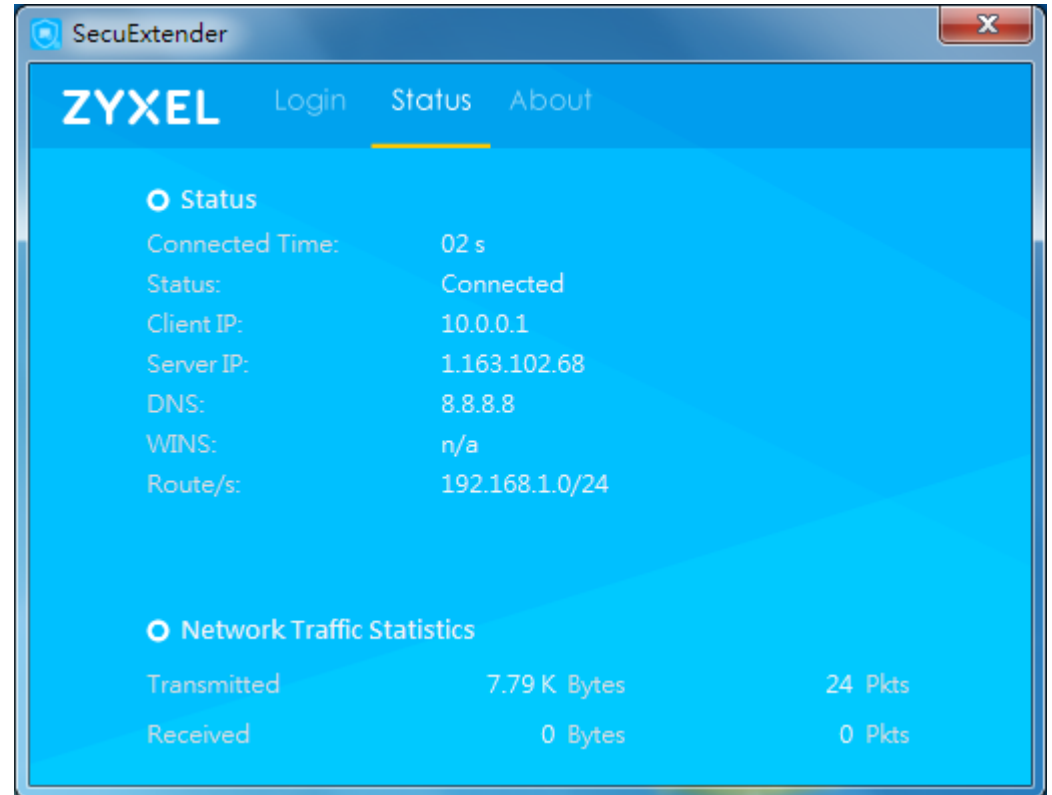 SecuExtender
ZYXEL Login Status About
Status
Connected Time: 02 s
Status: Connected
Client IP: 10.0.0.1
Server IP: 1.163.102.68
DNS: 8.8.8.8
WINS: n/a
Route/s: 192.168.1.0/24
Network Traffic Statistics
Transmitted 7.79 K Bytes 24 Pkts
Received 0 Bytes 0 Pkts